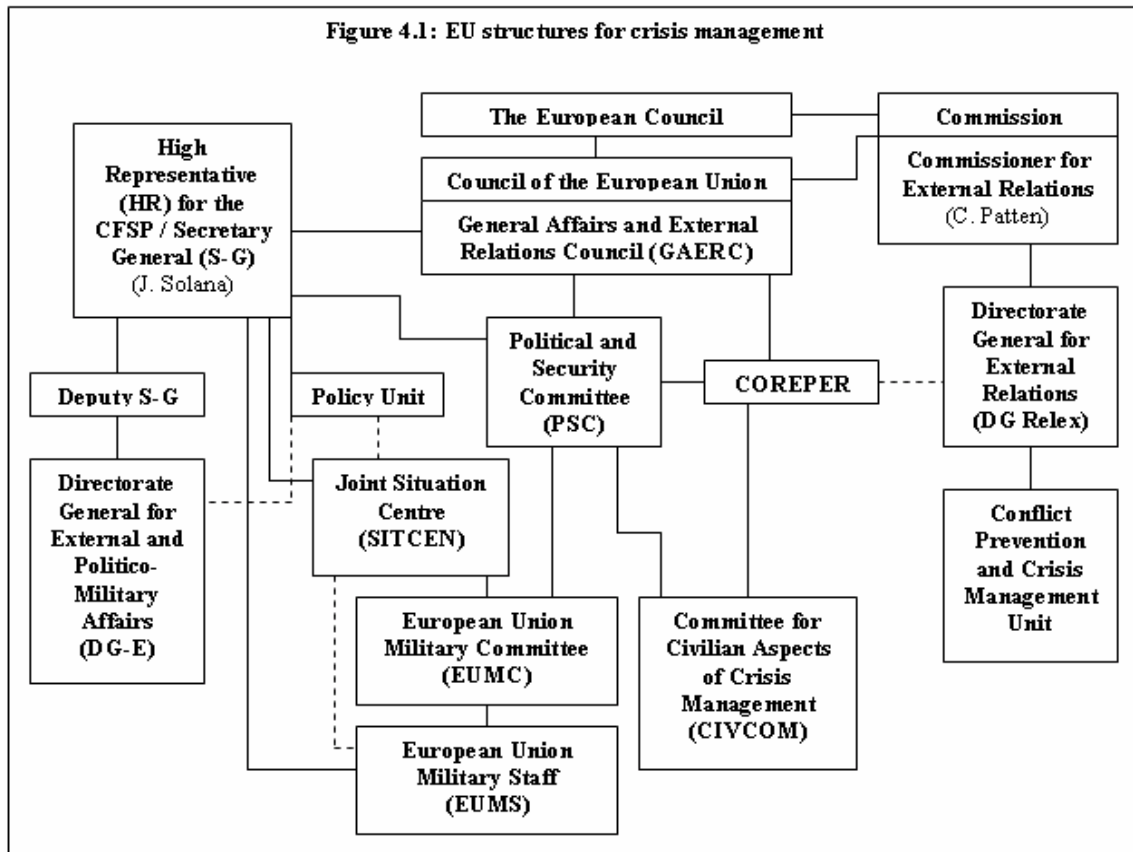 Figure 4.1: EU structures for crisis management
The European Council
Commission
Commissioner for
External Relations
(C. Patten)
High
Representative
(HR) for the
CFSP / Secretary
General (S-G)
(J. Solana)
Council of the European Union
General Affairs and External
Relations Council (GAERC)
Deputy S-G
Policy Unit
Political and
Security
Committee
(PSC)
COREPER
Directorate
General for
External
Relations
(DG Relex)
Directorate
General for
External and
Politico-
Military
Affairs
(DG-E)
Joint Situation
Centre
(SITCEN)
Conflict
Prevention
and Crisis
Management
Unit
European Union
Military Committee
(EUMC)
Committee for
Civilian Aspects
of Crisis
Management
(CIVCOM)
European Union
Military Staff
(EUMS)